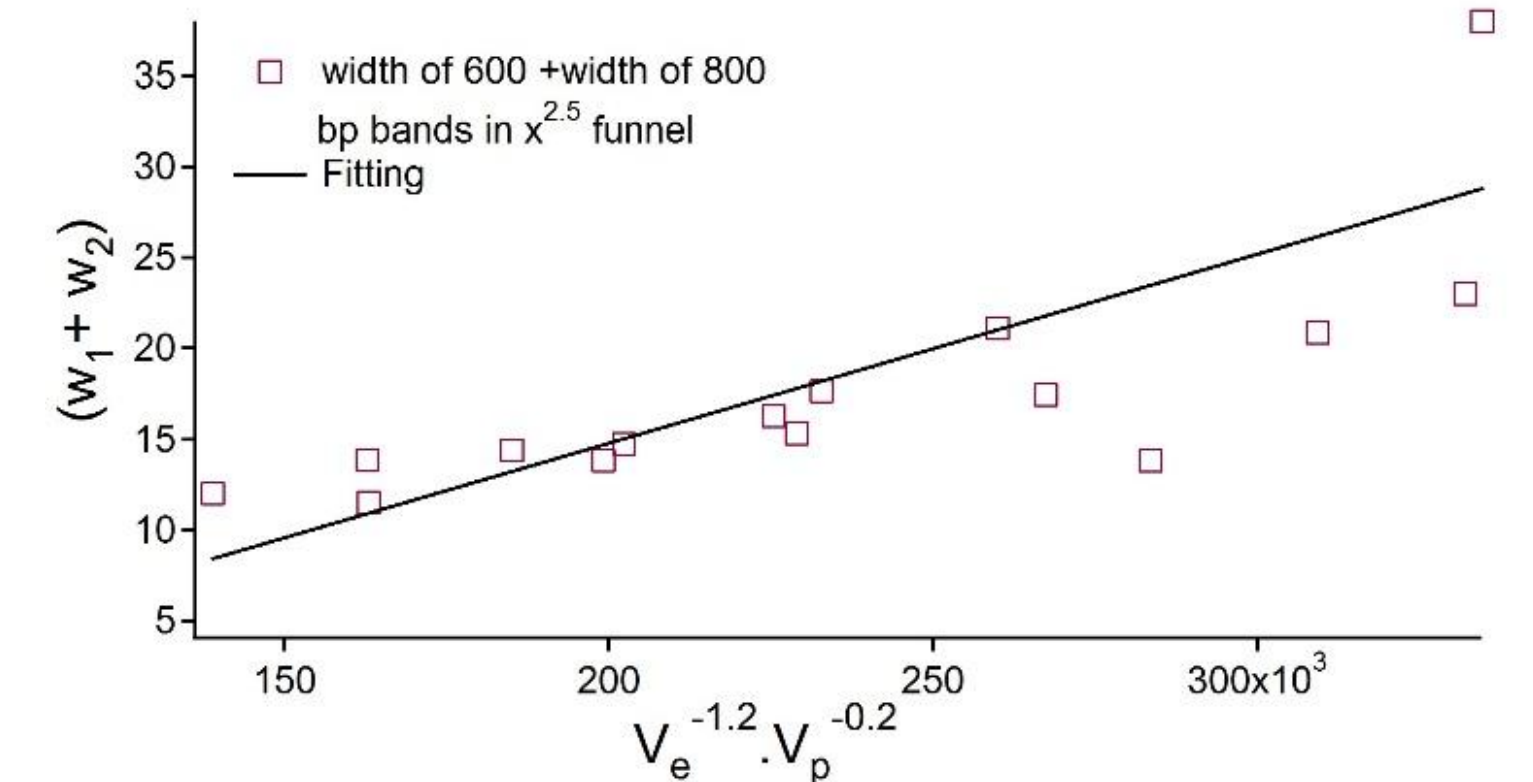 width of 600 +width of 800
bp bands in x^2.5 funnel
Fitting
(w₁+ w₂)
35
30
25
20
15
10
5
150 200 250 300x10³
Vₑ^-1.2 .Vₚ^-0.2